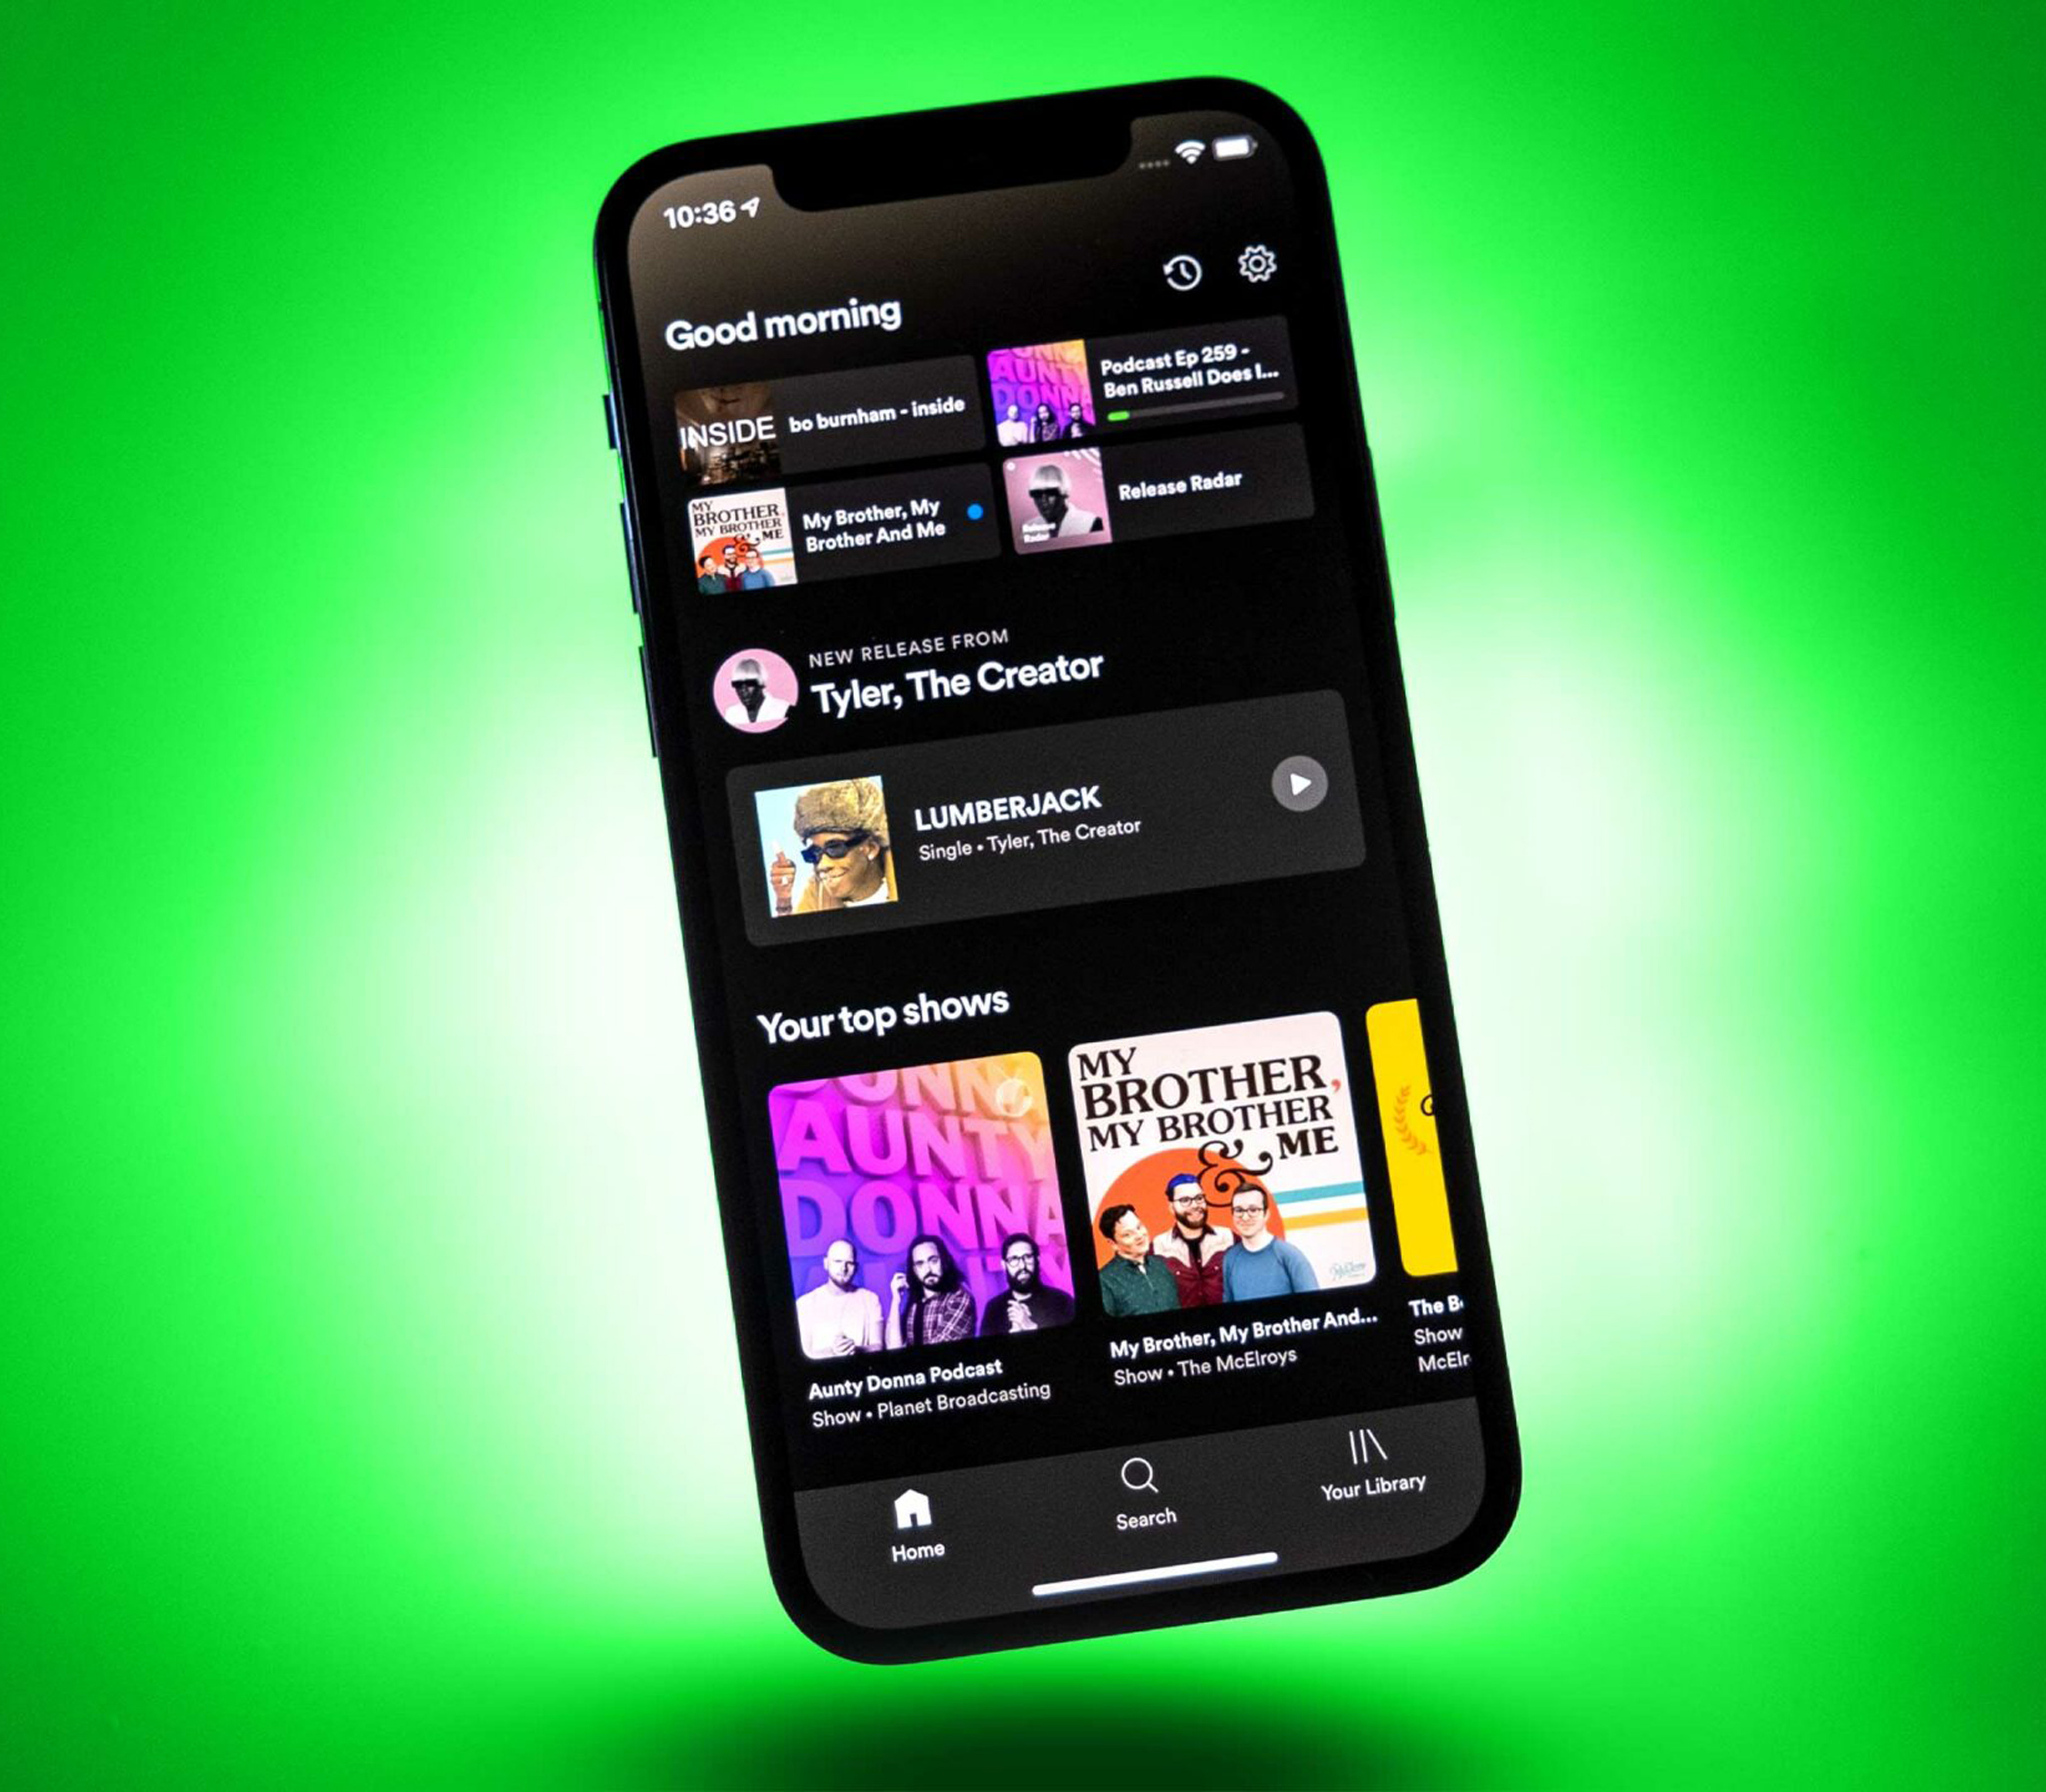 10:36
Good morning
INSIDE
bo burnham - inside
AUNTY
DONNA
Podcast Ep 259 -
Ben Russell Does I...
MY
BROTHER,
MY BROTHER
& ME
My Brother, My
Brother And Me
Release
Radar
Release Radar
NEW RELEASE FROM
Tyler, The Creator
LUMBERJACK
Single • Tyler, The Creator
Your top shows
AUNTY
DONNA
MY
BROTHER,
MY BROTHER
& ME
Aunty Donna Podcast
Show • Planet Broadcasting
My Brother, My Brother And...
Show • The McElroys
The
Show
Home
Search
Your Library